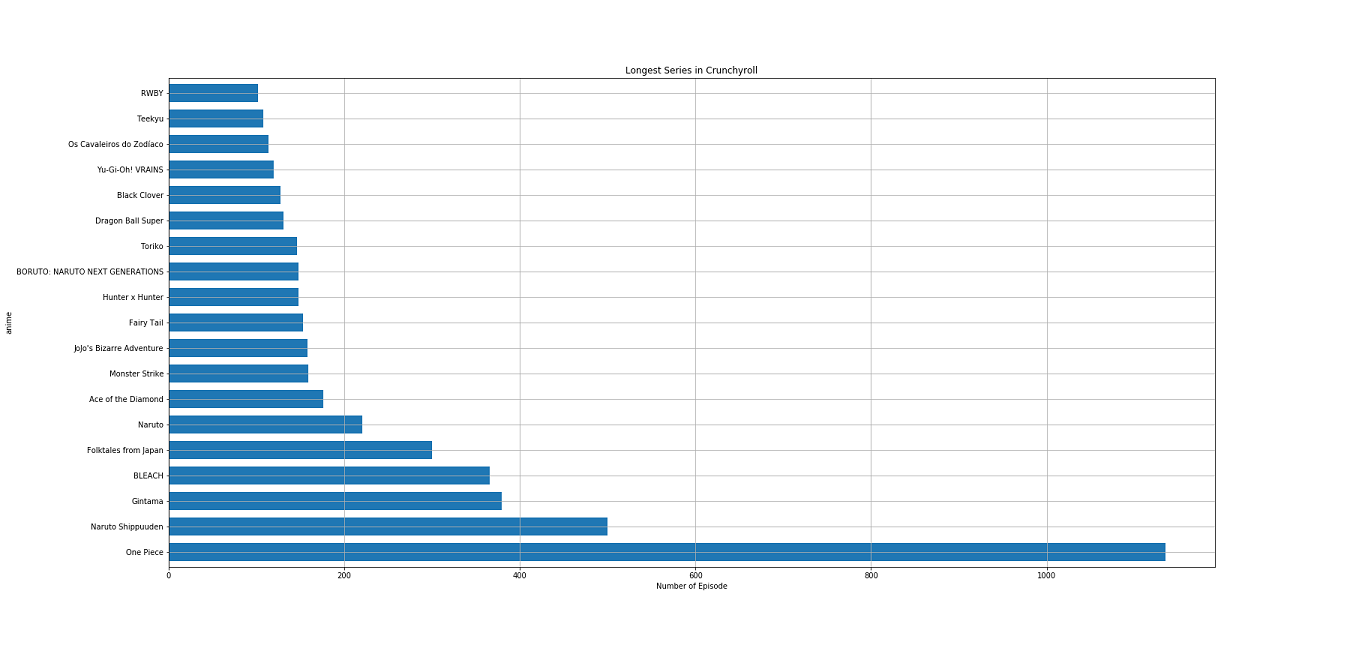 Longest Series in Crunchyroll
RWBY
Teekyu
Os Cavaleiros do Zodíaco
Yu-Gi-Oh! VRAINS
Black Clover
Dragon Ball Super
Toriko
BORUTO: NARUTO NEXT GENERATIONS
Hunter x Hunter
Fairy Tail
JoJo's Bizarre Adventure
Monster Strike
Ace of the Diamond
Naruto
Folktales from Japan
BLEACH
Gintama
Naruto Shippuuden
One Piece
anime
0 200 400 600 800 1000
Number of Episode